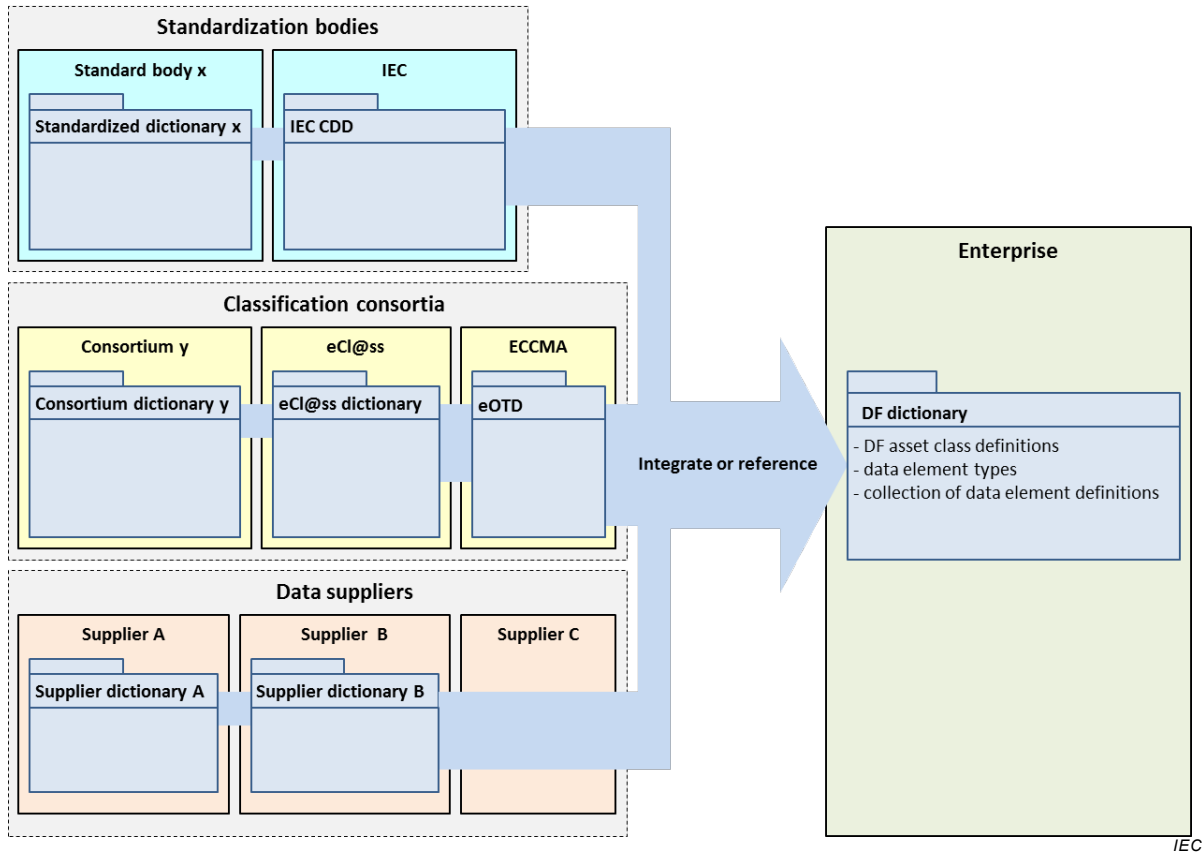 Standardization bodies
Standard body x
IEC
Standardized dictionary x
IEC CDD
Enterprise
Classification consortia
Consortium y
eCl@ss
ECCMA
Consortium dictionary y
eCl@ss dictionary
eOTD
Integrate or reference
DF dictionary
- DF asset class definitions
- data element types
- collection of data element definitions
Data suppliers
Supplier A
Supplier B
Supplier C
Supplier dictionary A
Supplier dictionary B
IEC